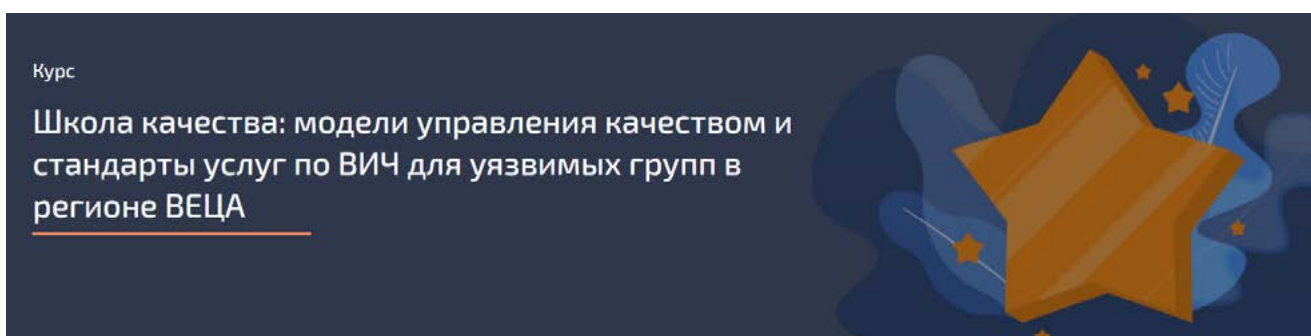 Курс
Школа качества: модели управления качеством и
стандарты услуг по ВИЧ для уязвимых групп в
регионе ВЕЦА